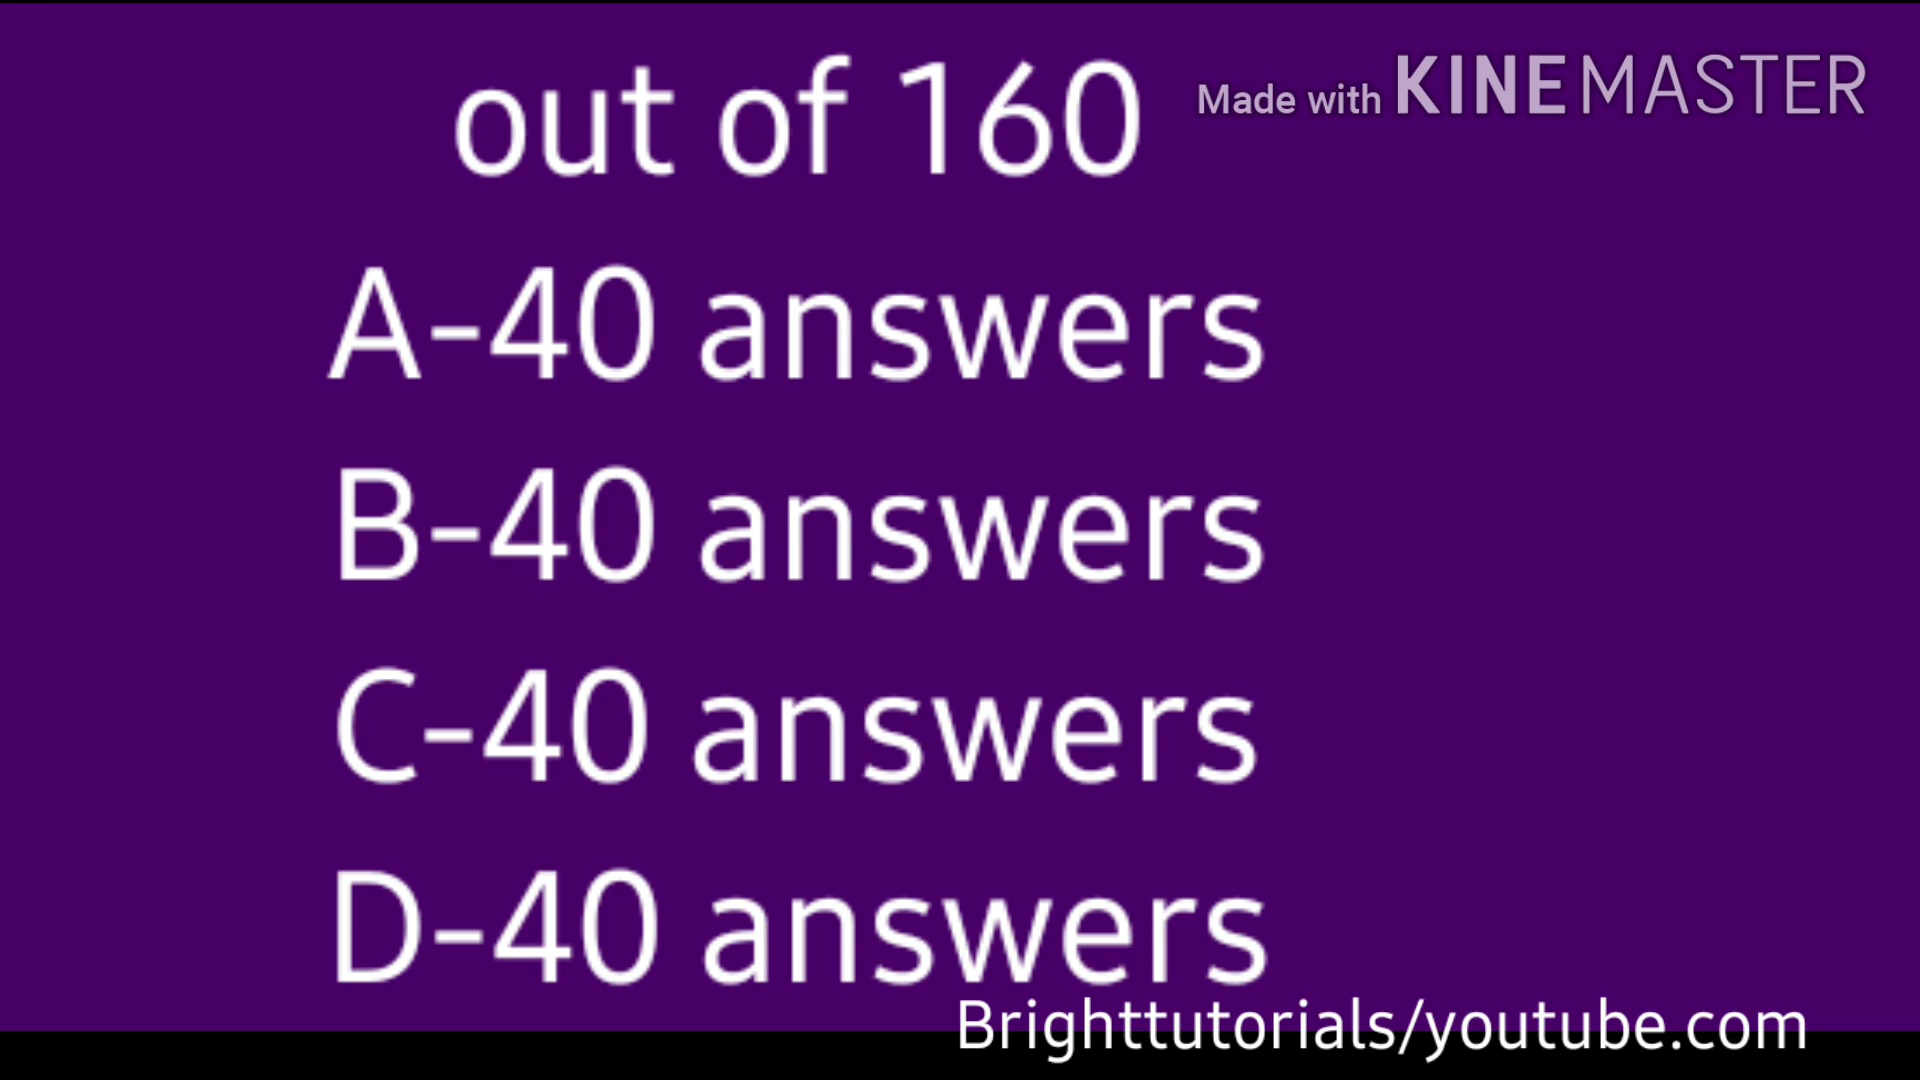 out of 160
Made with KINEMASTER
A-40 answers
B-40 answers
C-40 answers
D-40 answers
Brighttutorials/youtube.com